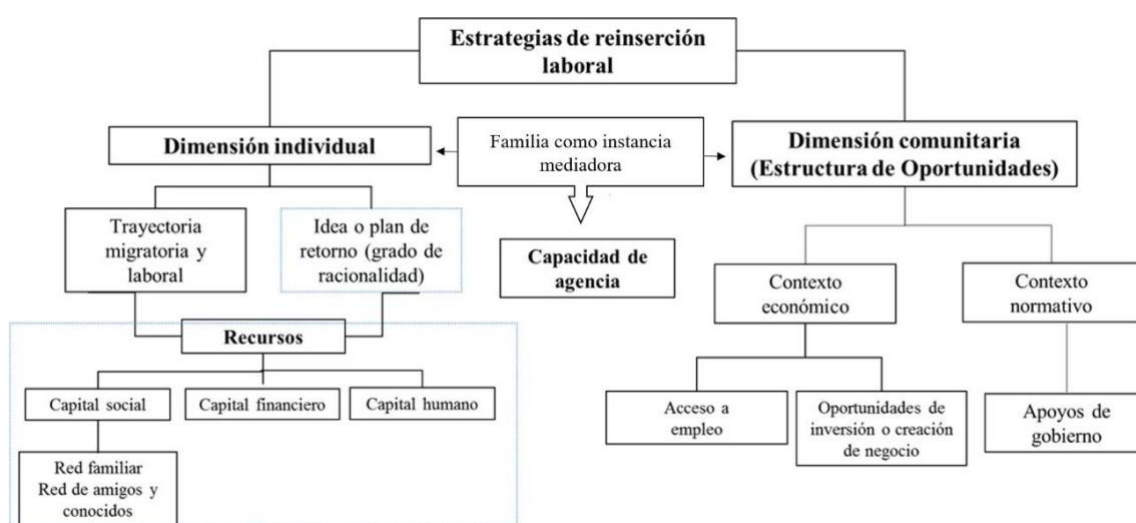 Estrategias de reinserción
laboral
Dimensión individual
Familia como instancia
mediadora
Dimensión comunitaria
(Estructura de Oportunidades)
Trayectoria
migratoria y
laboral
Idea o plan de
retorno (grado de
racionalidad)
Capacidad de
agencia
Contexto
económico
Contexto
normativo
Recursos
Capital social
Capital financiero
Capital humano
Acceso a
empleo
Oportunidades de
inversión o creación
de negocio
Apoyos de
gobierno
Red familiar
Red de amigos y
conocidos